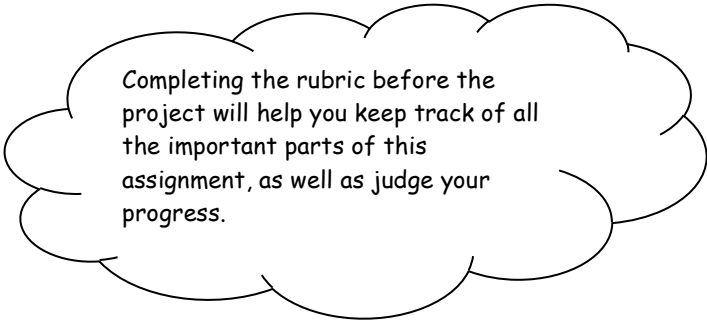 Completing the rubric before the
project will help you keep track of all
the important parts of this
assignment, as well as judge your
progress.